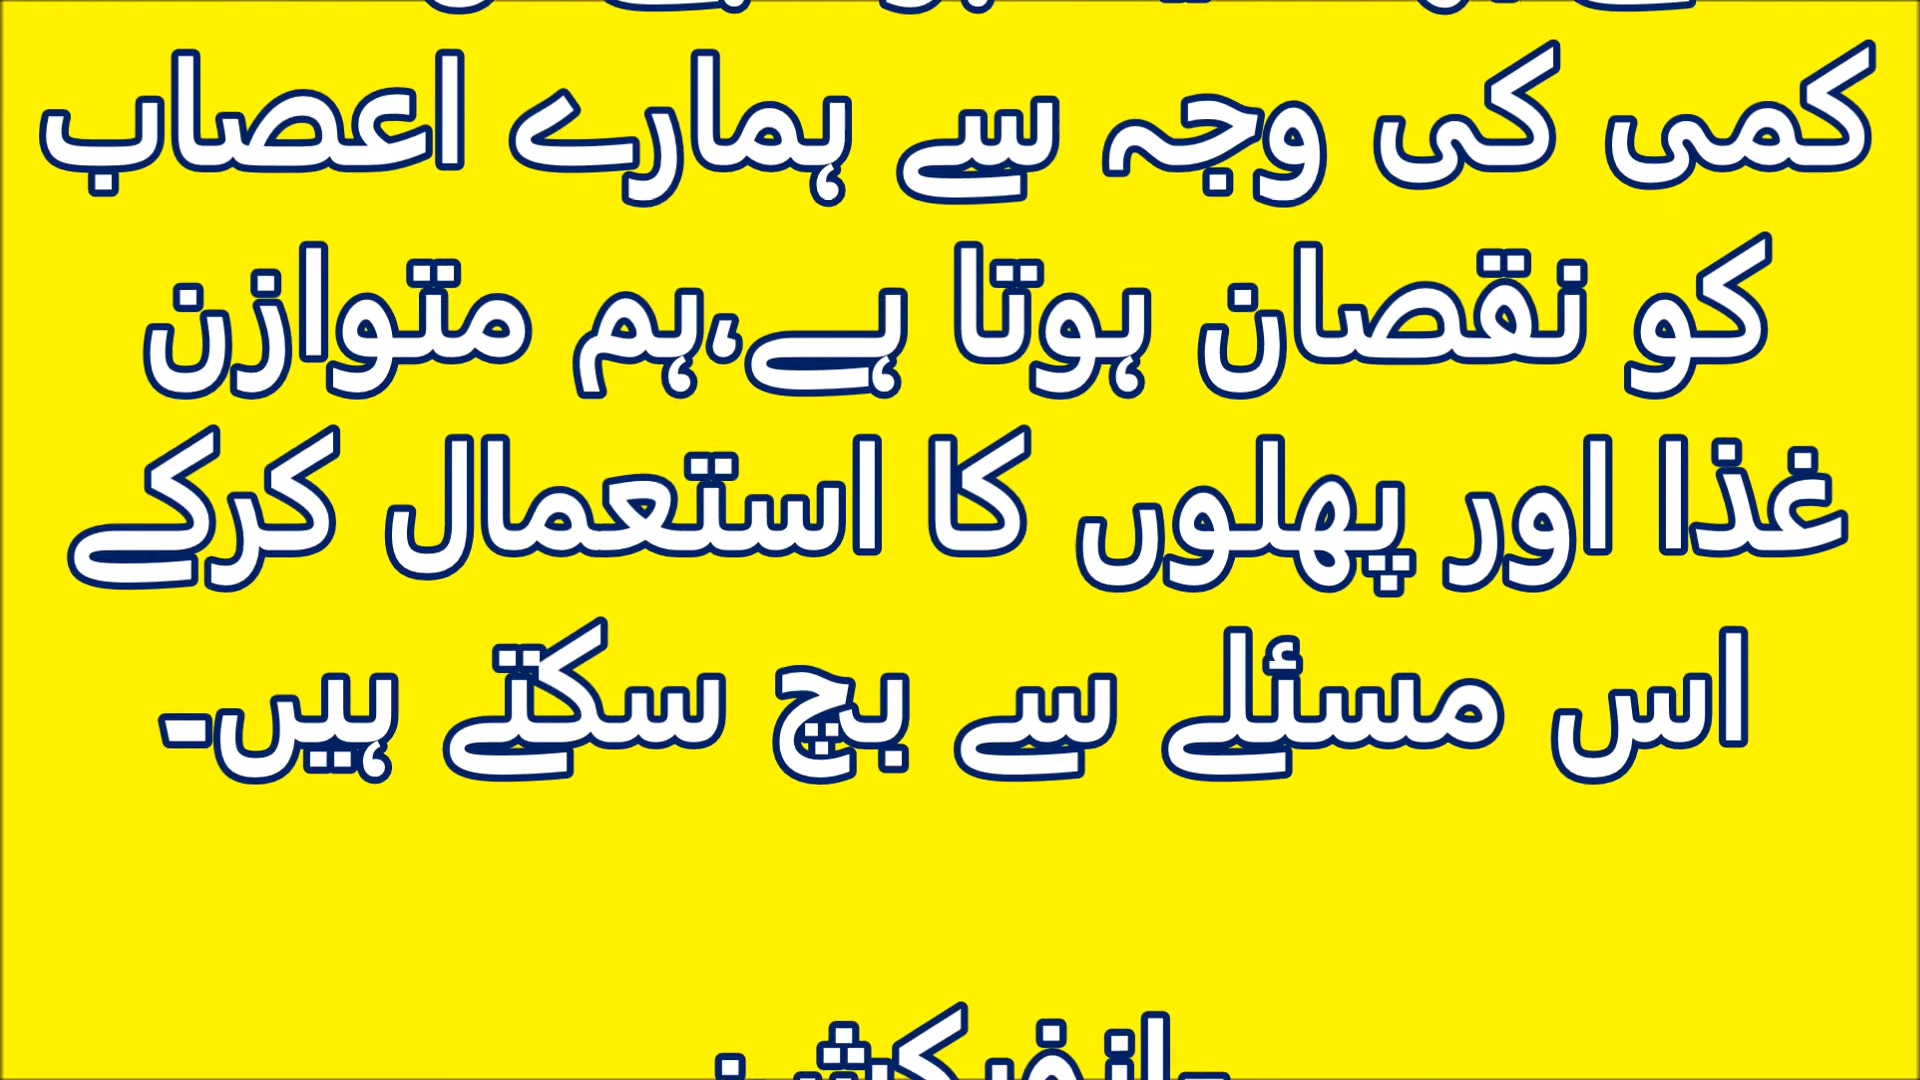 کمی کی وجہ سے ہمارے اعصاب
کو نقصان ہوتا ہے،ہم متوازن
غذا اور پھلوں کا استعمال کرکے
اس مسئلے سے بچ سکتے ہیں۔
-انفیکشن